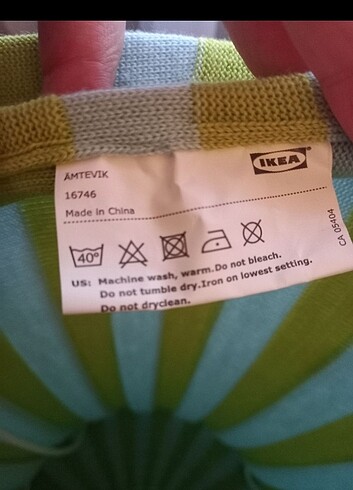 IKEA
ÄMTEVIK
16746
Made in China
40°
US: Machine wash, warm.Do not bleach.
Do not tumble dry.Iron on lowest setting.
Do not dryclean.
CA 05404